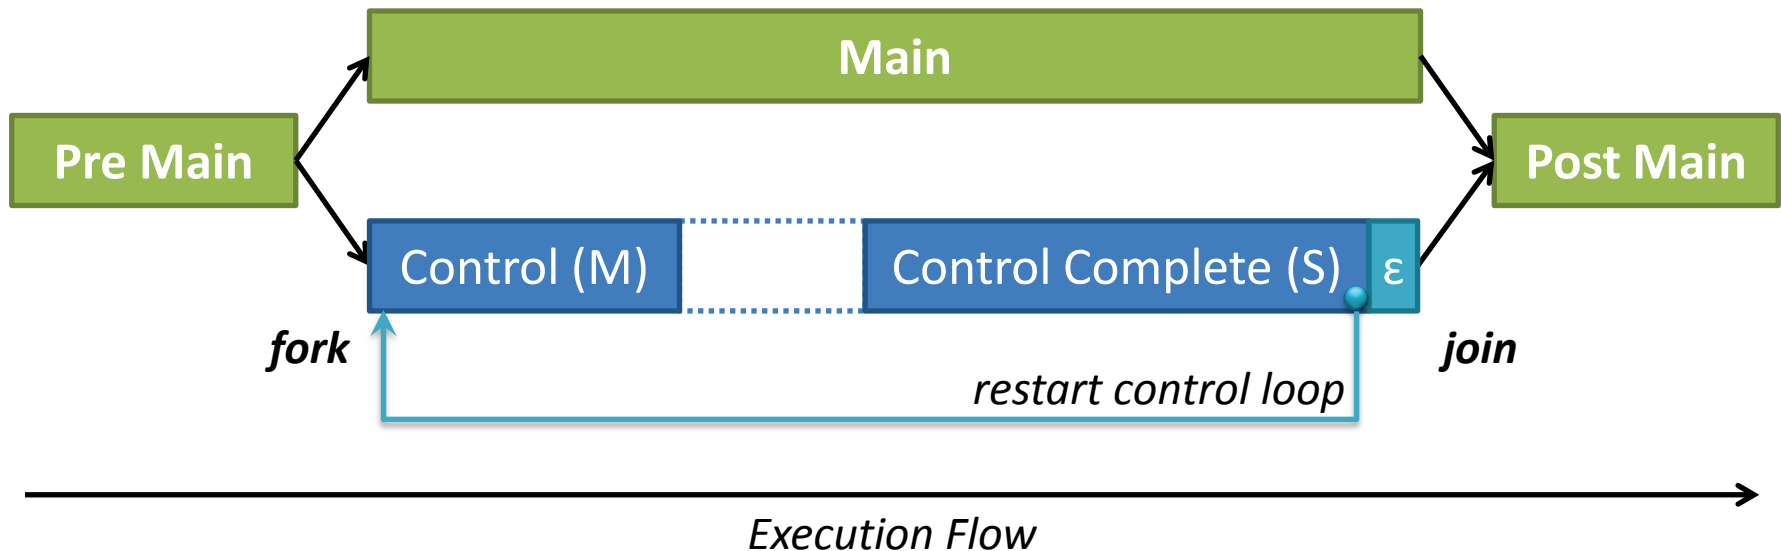 Main
Pre Main
Post Main
Control (M)
Control Complete (S)
ε
fork
join
restart control loop
Execution Flow